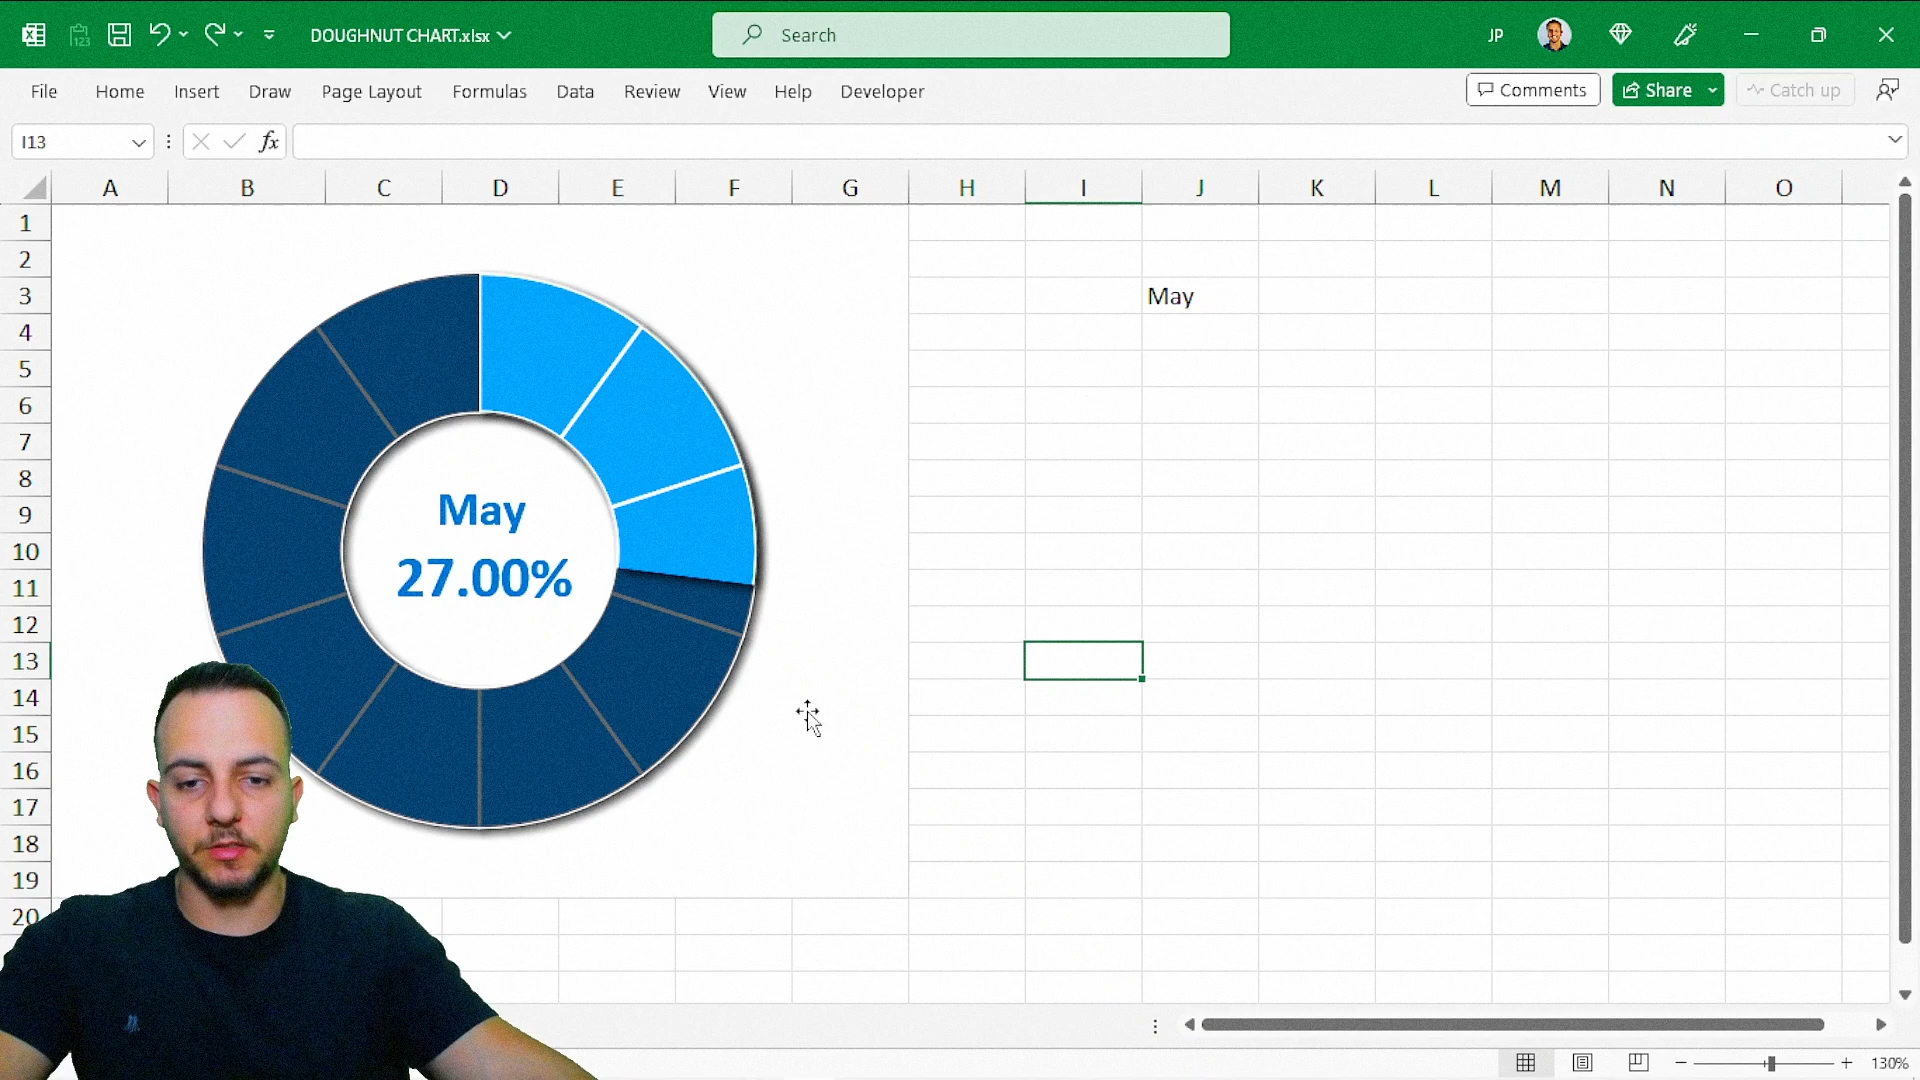 DOUGHNUT CHART.xlsx
Search
JP
File Home Insert Draw Page Layout Formulas Data Review View Help Developer
Comments
Share
Catch up
I13
fx
A B C D E F G H I J K L M N O
1
2
3
4
5
6
7
8
9
10
11
12
13
14
15
16
17
18
19
20
May
May
27.00%
130%